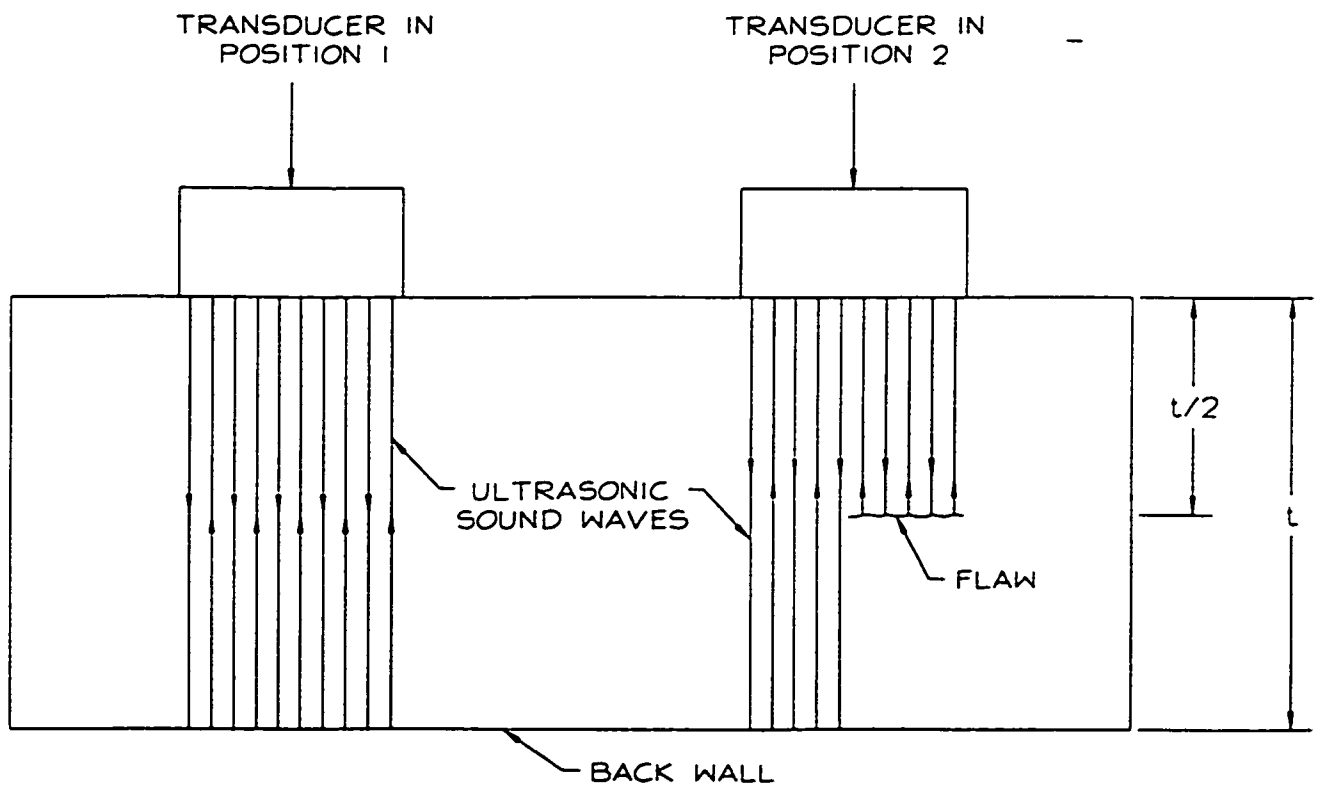 TRANSDUCER IN
POSITION 1
TRANSDUCER IN
POSITION 2
t/2
t
ULTRASONIC
SOUND WAVES
FLAW
BACK WALL